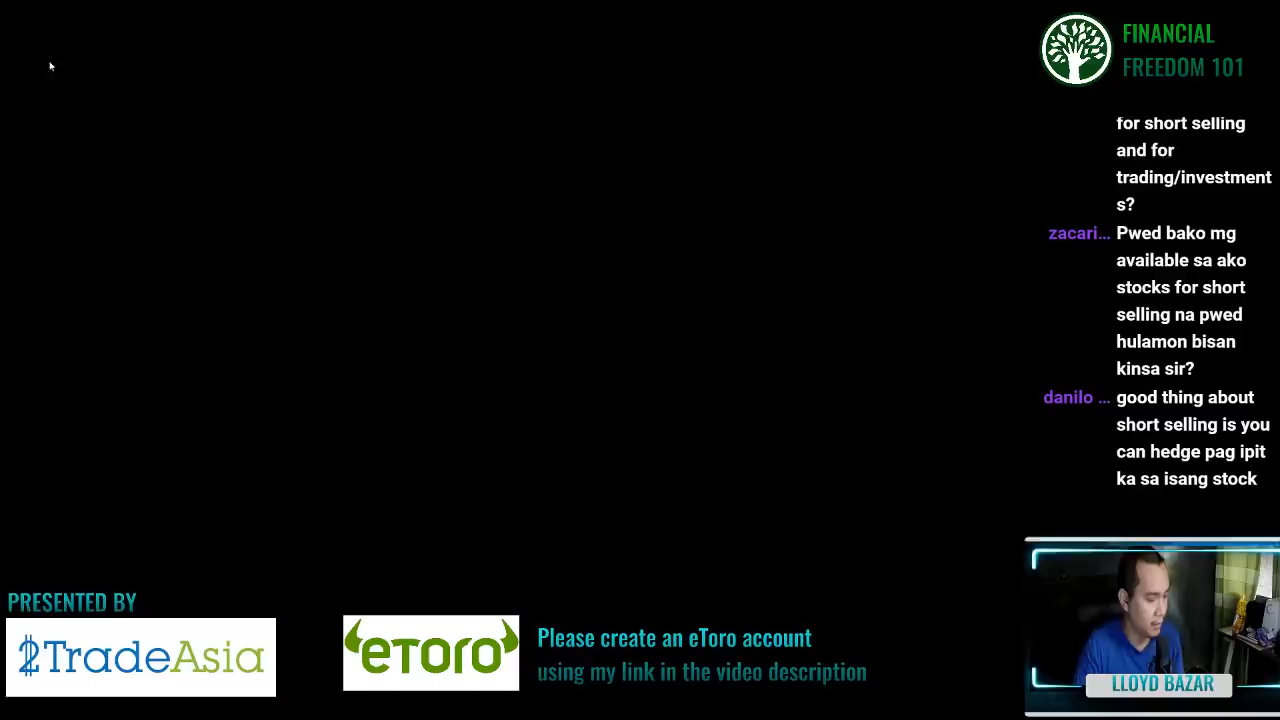 FINANCIAL
FREEDOM 101
for short selling
and for
trading/investment
s?
zacari... Pwed bako mg
available sa ako
stocks for short
selling na pwed
hulamon bisan
kinsa sir?
danilo ... good thing about
short selling is you
can hedge pag ipit
ka sa isang stock
PRESENTED BY
2TradeAsia
eToro
Please create an eToro account
using my link in the video description
LLOYD BAZAR